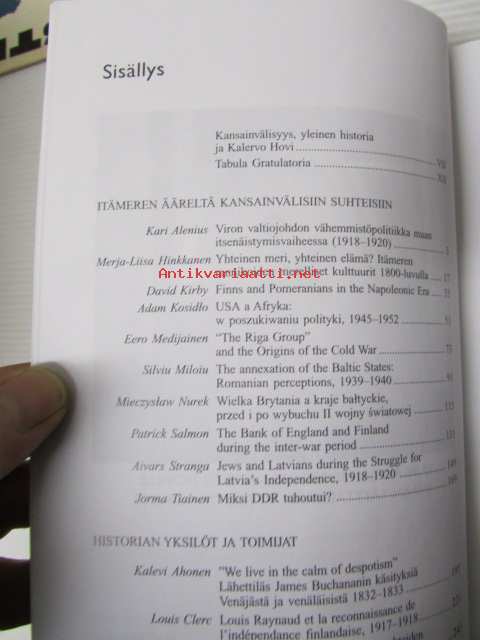 Sisällys
Kansainvälisyys, yleinen historia
ja Kalervo Hovi
Tabula Gratulatoria
ITÄMEREN ÄÄRELTÄ KANSAINVÄLISIIN SUHTEISIIN
Kari Alenius Viron valtiojohdon vähemmistöpolitiikka maan
itsenäistymisvaiheessa (1918–1920)
Merja-Liisa Hinkkanen Yhteinen meri, yhteinen elämä? Itämeren
Antikvariaatti.net
merelliset kulttuurit 1800-luvulla 17
David Kirby Finns and Pomeranians in the Napoleonic Era
Adam Kosidło USA a Afryka:
w poszukiwaniu polityki, 1945–1952
Eero Medijainen "The Riga Group"
and the Origins of the Cold War
Silviu Miloiu The annexation of the Baltic States:
Romanian perceptions, 1939–1940
Mieczysław Nurek Wielka Brytania a kraje bałtyckie,
przed i po wybuchu II wojny światowej
Patrick Salmon The Bank of England and Finland
during the inter-war period
Aivars Stranga Jews and Latvians during the Struggle for
Latvia's Independence, 1918–1920
Jorma Tiainen Miksi DDR tuhoutui?
HISTORIAN YKSILÖT JA TOIMIJAT
Kalevi Ahonen "We live in the calm of despotism"
Lähettiläs James Buchananin käsityksiä
Venäjästä ja venäläisistä 1832–1833
Louis Clerc Louis Raynaud et la reconnaissance de
l'indépendance finlandaise, 1917-1918